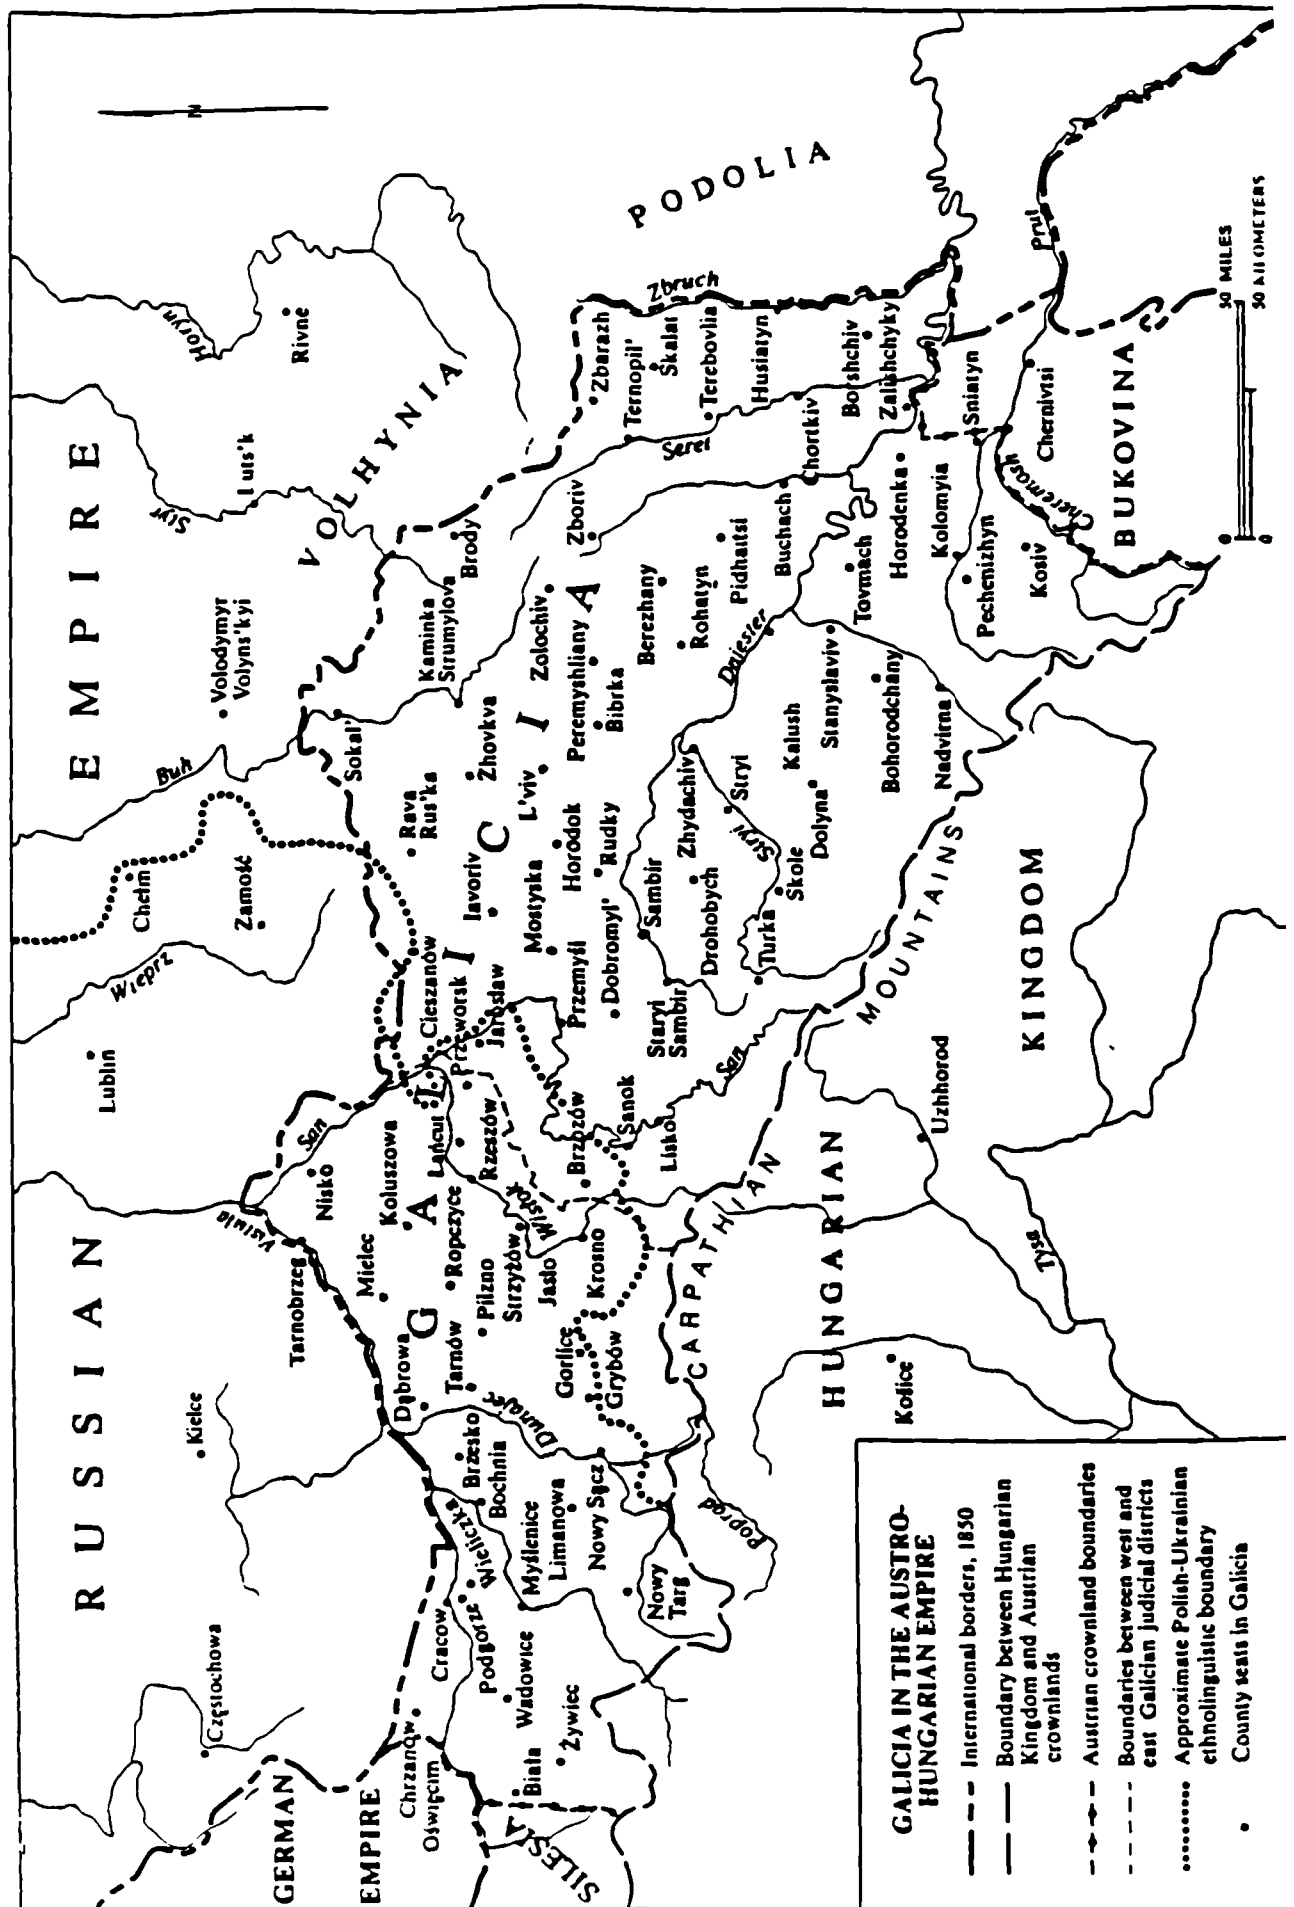 RUSSIAN EMPIRE
GERMAN
EMPIRE
SILESIA
GALICIA
VOLHYNIA
PODOLIA
BUKOVINA
HUNGARIAN KINGDOM
CARPATHIAN MOUNTAINS
N
Częstochowa
Kielce
Lublin
Chełm
Zamość
Volodymyr
Volyns'kyi
Luts'k
Rivne
Horyn
Styr
Buh
Wieprz
San
Vistula
Tarnobrzeg
Nisko
Mielec
Koluszowa
Cieszanów
Sokal'
Rava
Rus'ka
Kaminka
Strumylova
Brody
Zhovkva
Iavoriv
Przeworsk
Jarosław
Łańcut
Rzeszów
Ropczyce
Dąbrowa
Tarnów
Pilzno
Strzyżów
Wisłok
Jasło
Krosno
Gorlice
Grybów
Dunajec
Brzesko
Bochnia
Wieliczka
Cracow
Podgorze
Chrzanów
Oświęcim
Biała
Wadowice
Żywiec
Myślenice
Limanowa
Nowy Sącz
Nowy
Targ
Poprad
Brzozów
Sanok
Lisko
San
Przemyśl
Mostyska
Dobromyl'
Horodok
Rudky
L'viv
Staryi
Sambir
Sambir
Drohobych
Turka
Zhydachiv
Stryi
Stryj
Skole
Dolyna
Kalush
Stanyslaviv
Bohorodchany
Nadvirna
Bibrka
Peremyshliany
Zolochiv
Zboriv
Berezhany
Rohatyn
Pidhaitsi
Buchach
Dniester
Tovmach
Horodenka
Kolomyia
Pechenizhyn
Kosiv
Cheremosh
Sniatyn
Chernivtsi
Prut
Zbarazh
Ternopil'
Skalat
Terebovlia
Seret
Husiatyn
Chortkiv
Borshchiv
Zalishchyky
Zbruch
Uzhhorod
Tysa
Košice
0 50 MILES
0 50 KILOMETERS
GALICIA IN THE AUSTRO-
HUNGARIAN EMPIRE
International borders, 1850
Boundary between Hungarian
Kingdom and Austrian
crownlands
Austrian crownland boundaries
Boundaries between west and
east Galician judicial districts
Approximate Polish-Ukrainian
ethnolinguistic boundary
County seats in Galicia